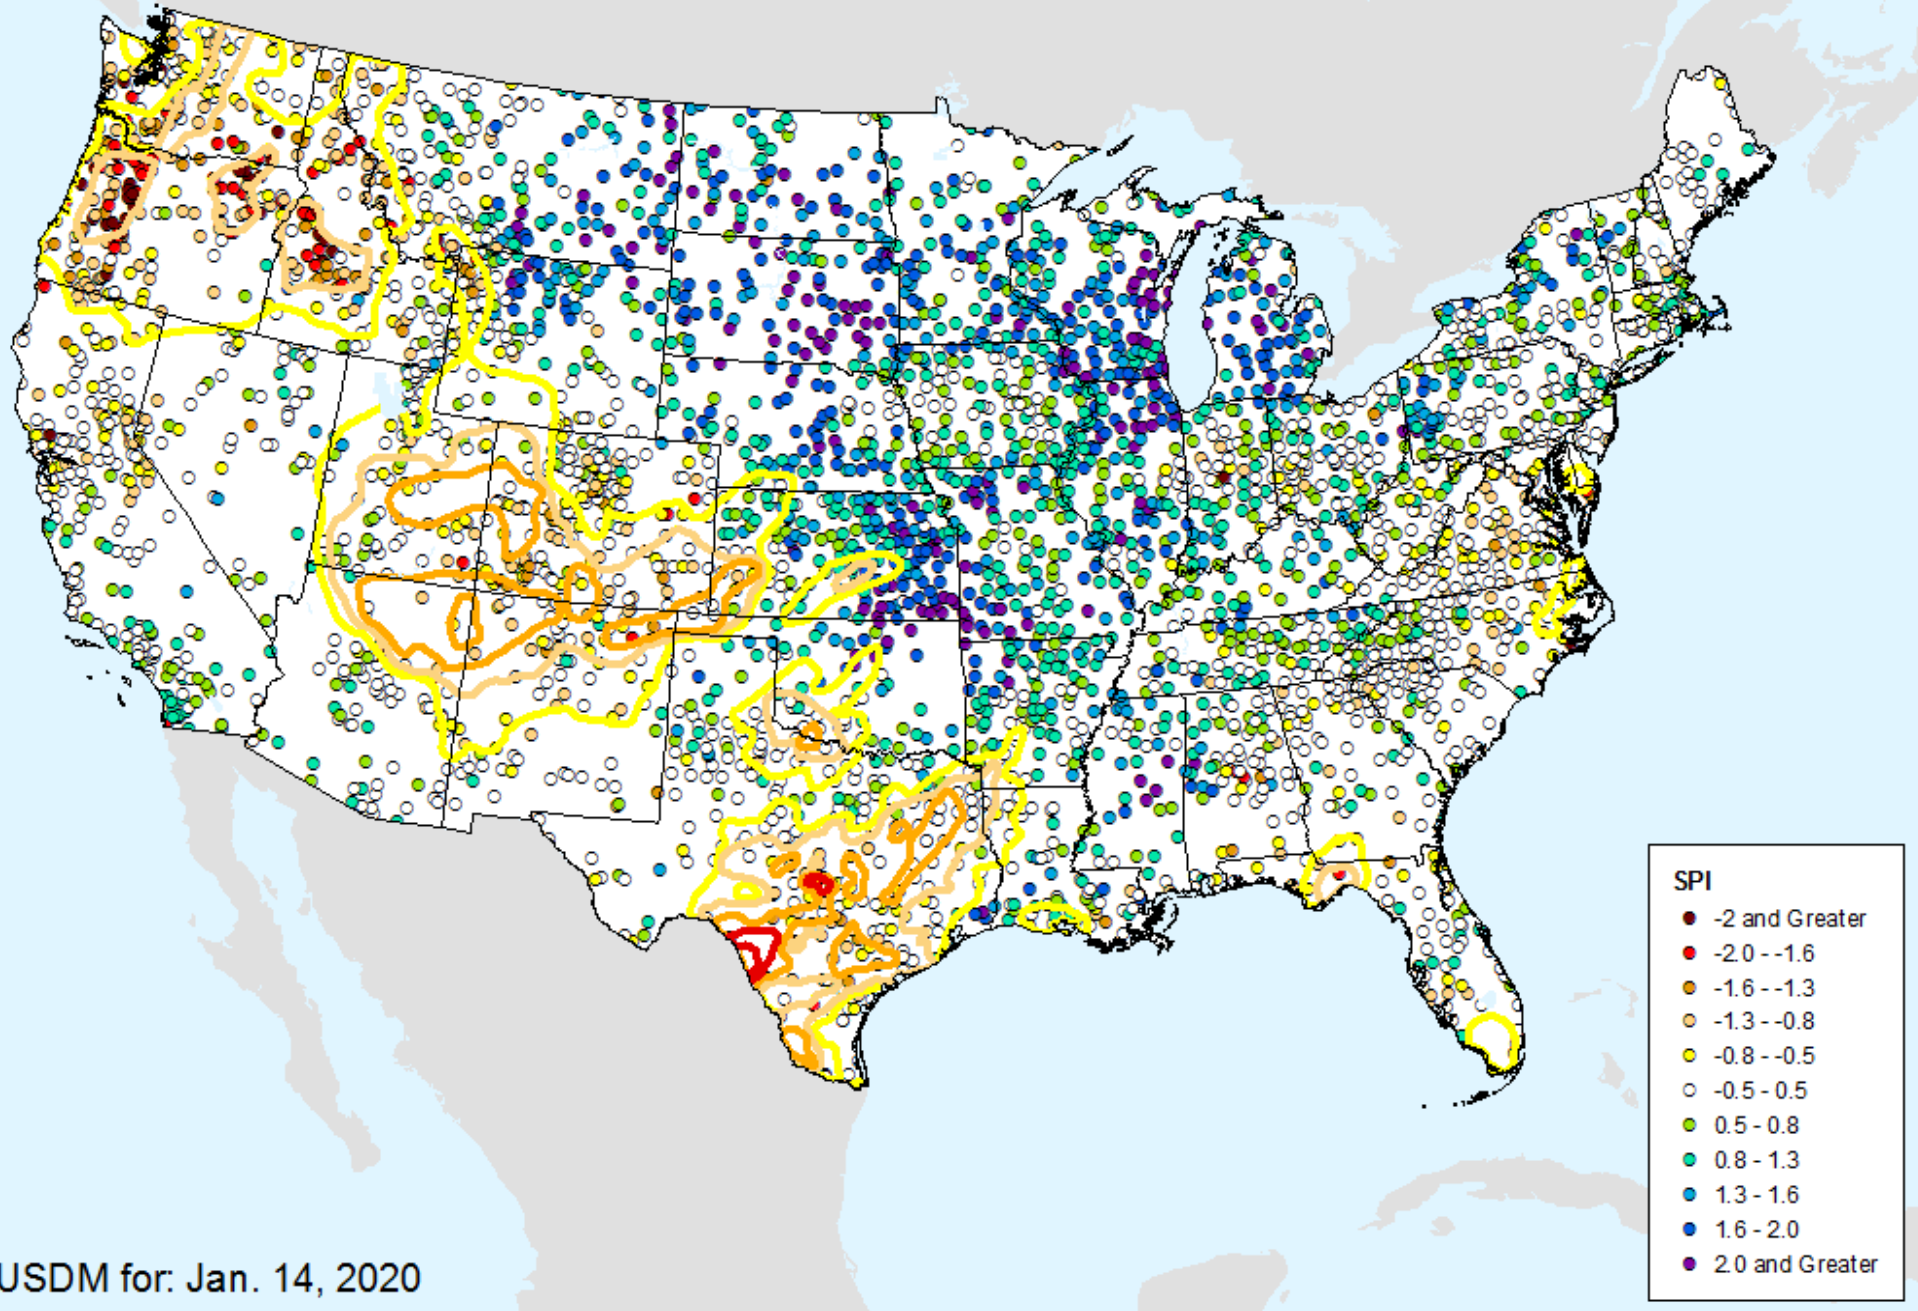 SPI
-2 and Greater
-2.0 - -1.6
-1.6 - -1.3
-1.3 - -0.8
-0.8 - -0.5
-0.5 - 0.5
0.5 - 0.8
0.8 - 1.3
1.3 - 1.6
1.6 - 2.0
2.0 and Greater
USDM for: Jan. 14, 2020